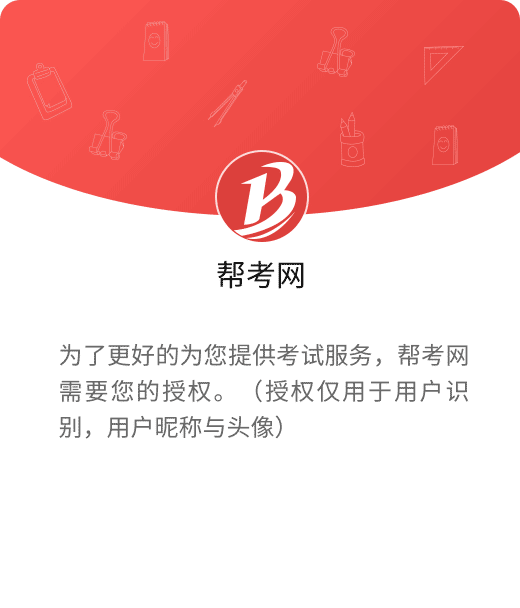 B
帮考网
为了更好的为您提供考试服务，帮考网
需要您的授权。（授权仅用于用户识
别，用户昵称与头像）